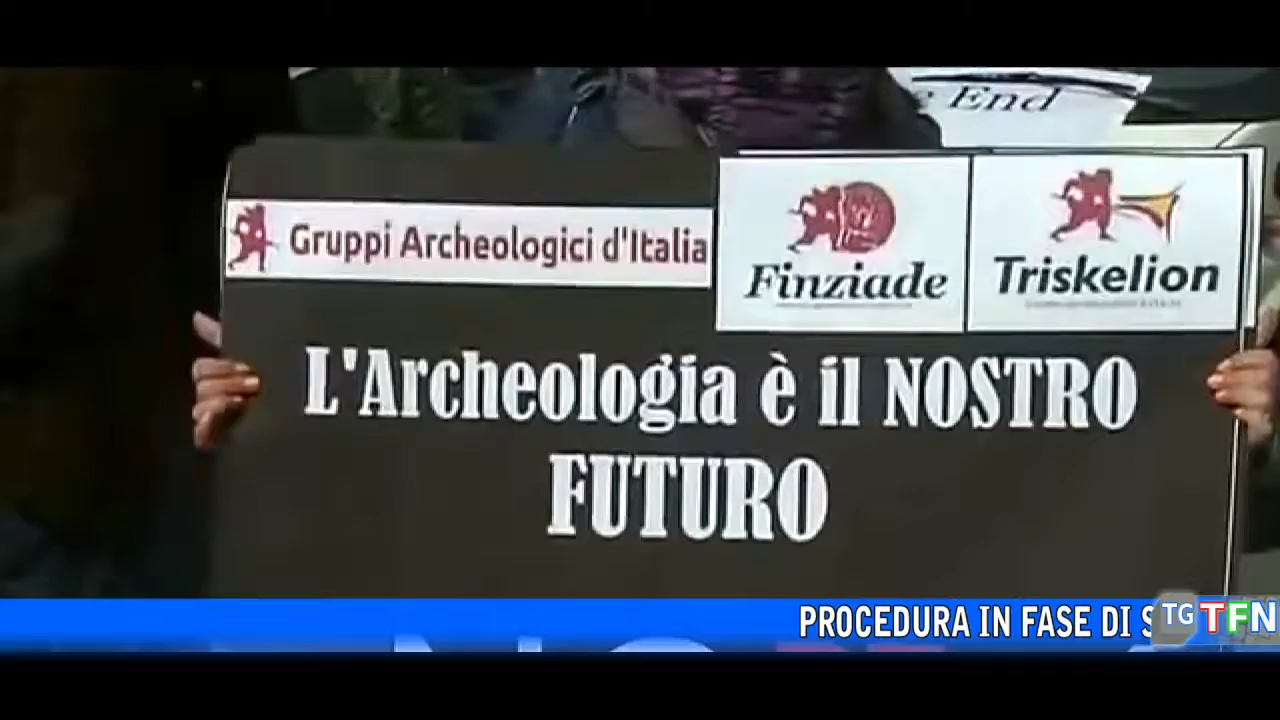 End
Gruppi Archeologici d'Italia
Finziade
Triskelion
L'Archeologia è il NOSTRO
FUTURO
PROCEDURA IN FASE DI S
TG TFN